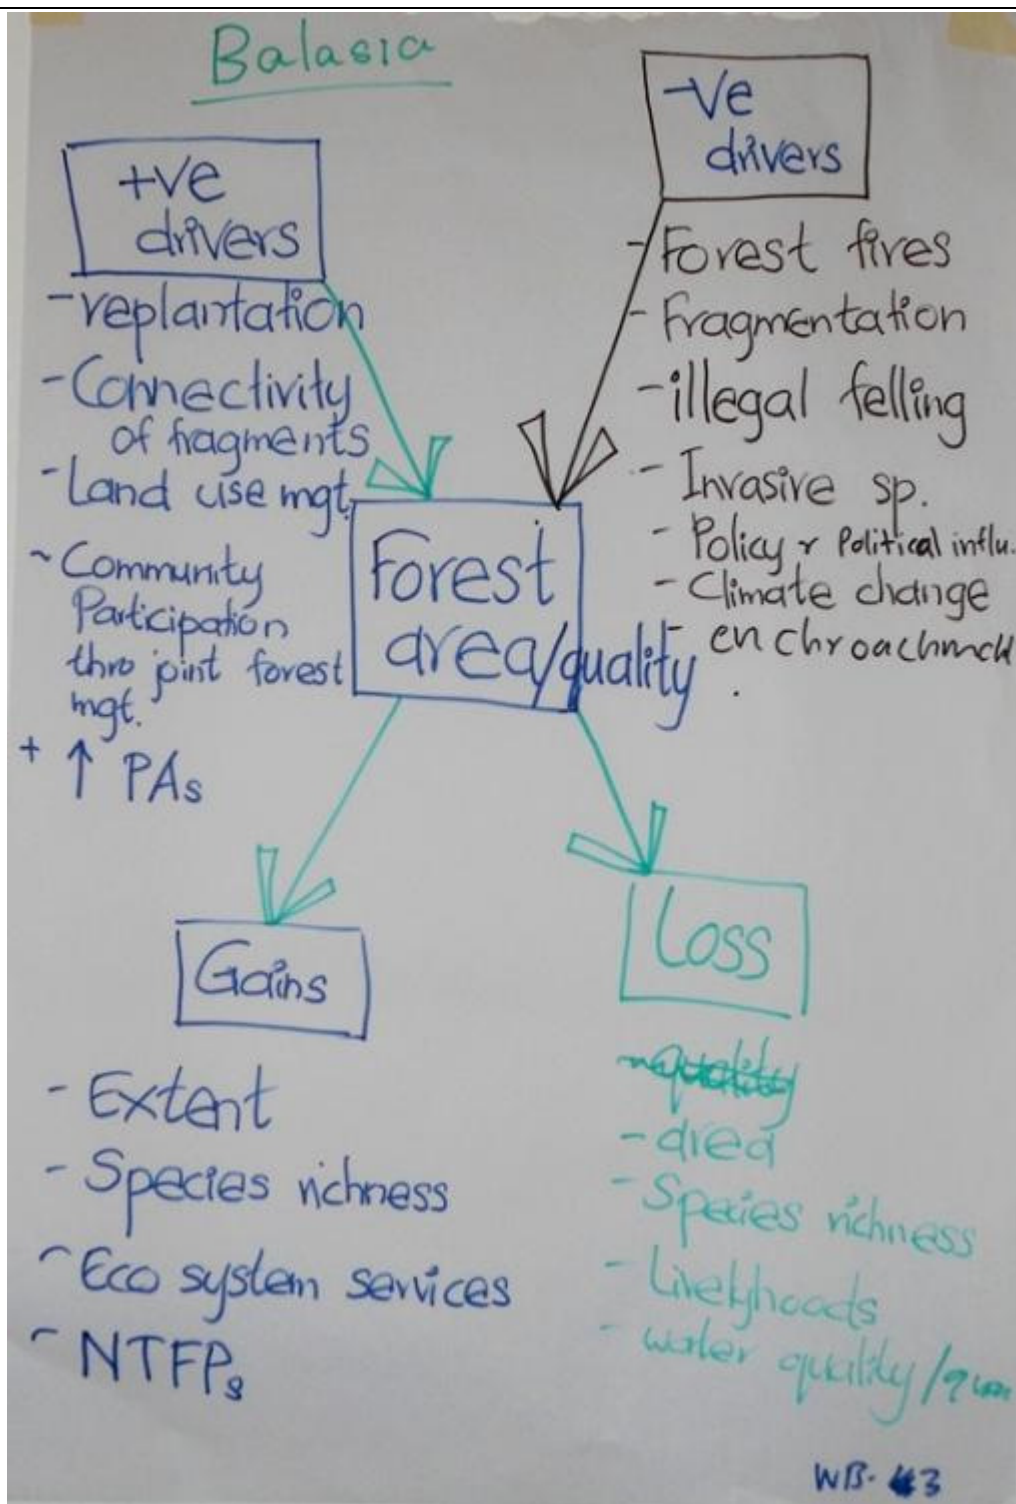 Balasia
+ve
drivers
- replantation
- Connectivity
of fragments
- Land use mgt.
~ Community
Participation
thro joint forest
mgt.
+ ↑ PAs
-ve
drivers
- Forest fires
- Fragmentation
- illegal felling
- Invasive sp.
- Policy & Political influ.
- Climate change
- enchroachment
Forest
area/quality
Gains
- Extent
- Species richness
~ Eco system services
~ NTFPs
Loss
- quality
- area
- Species richness
- Livelyhoods
- water quality/
WB. 3